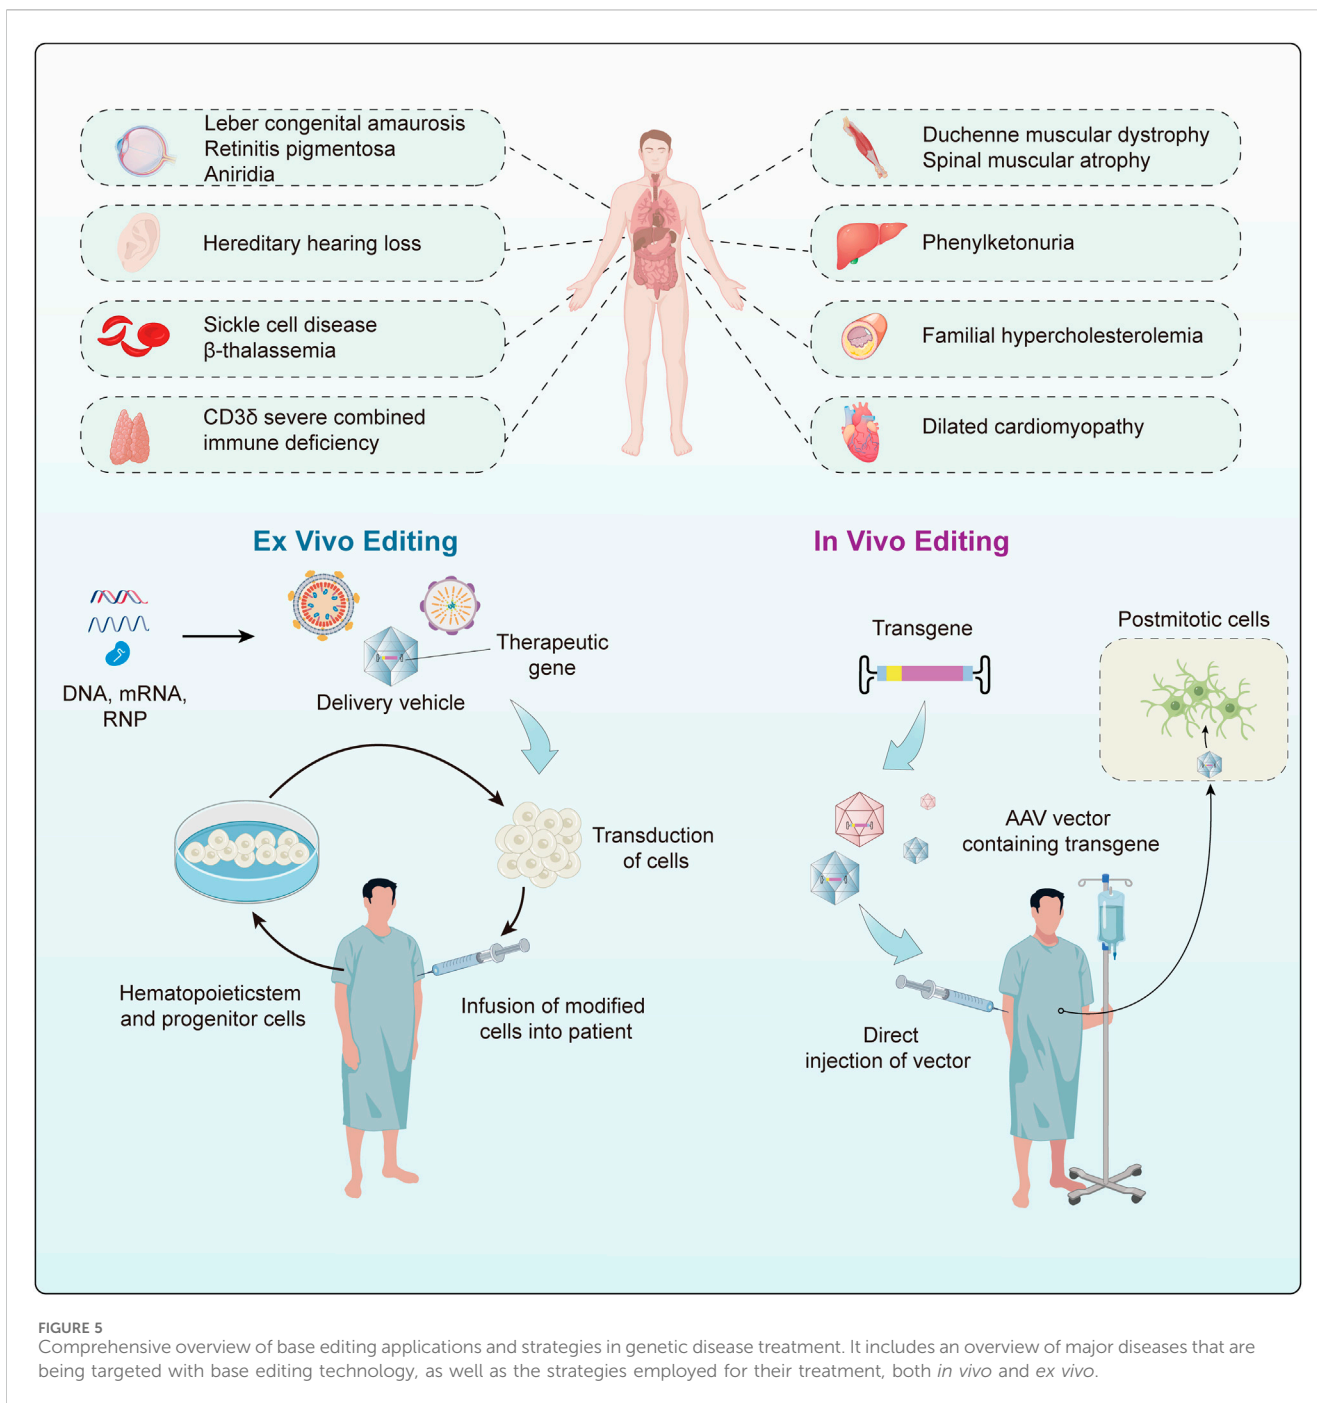 Leber congenital amaurosis
Retinitis pigmentosa
Aniridia
Hereditary hearing loss
Sickle cell disease
β-thalassemia
CD3δ severe combined
immune deficiency
Duchenne muscular dystrophy
Spinal muscular atrophy
Phenylketonuria
Familial hypercholesterolemia
Dilated cardiomyopathy
Ex Vivo Editing
DNA, mRNA,
RNP
Delivery vehicle
Therapeutic
gene
Transduction
of cells
Hematopoieticstem
and progenitor cells
Infusion of modified
cells into patient
In Vivo Editing
Transgene
Postmitotic cells
AAV vector
containing transgene
Direct
injection of vector
FIGURE 5
Comprehensive overview of base editing applications and strategies in genetic disease treatment. It includes an overview of major diseases that are
being targeted with base editing technology, as well as the strategies employed for their treatment, both in vivo and ex vivo.